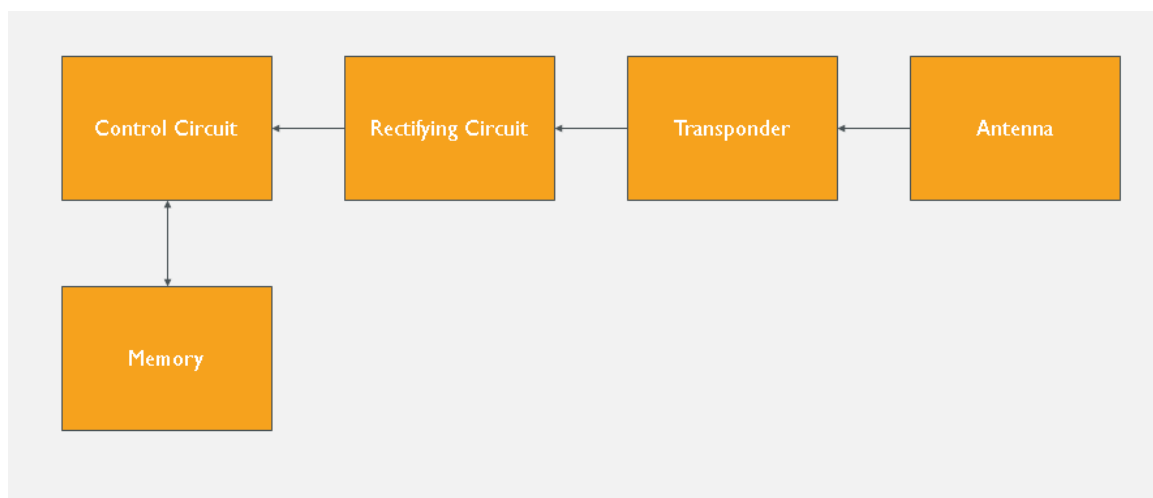 Control Circuit
Rectifying Circuit
Transponder
Antenna
Memory